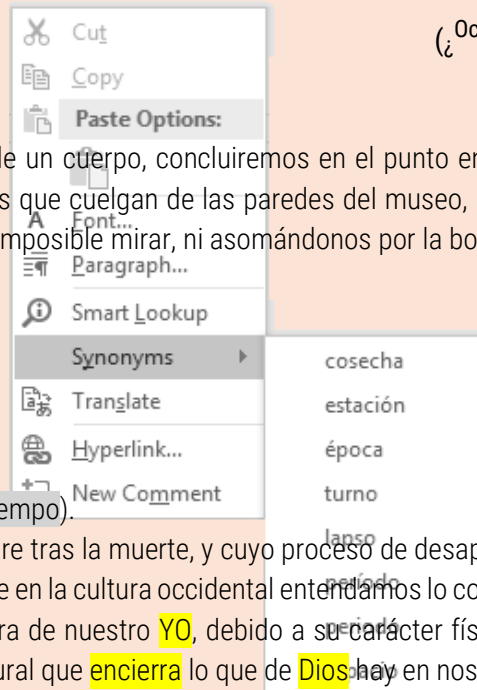 Cut
(¿Oc
Copy
Paste Options:
le un cuerpo, concluiremos en el punto en
s que cuelgan de las paredes del museo,
Font...
mposible mirar, ni asomándonos por la bo
Paragraph...
Smart Lookup
Synonyms
cosecha
Translate
estación
Hyperlink...
época
New Comment
turno
empo).
lapso
re tras la muerte, y cuyo proceso de desap
e en la cultura occidental entendamos lo co
período
ra de nuestro YO, debido a su carácter fís
periodo
ural que encierra lo que de Dios hay en nos